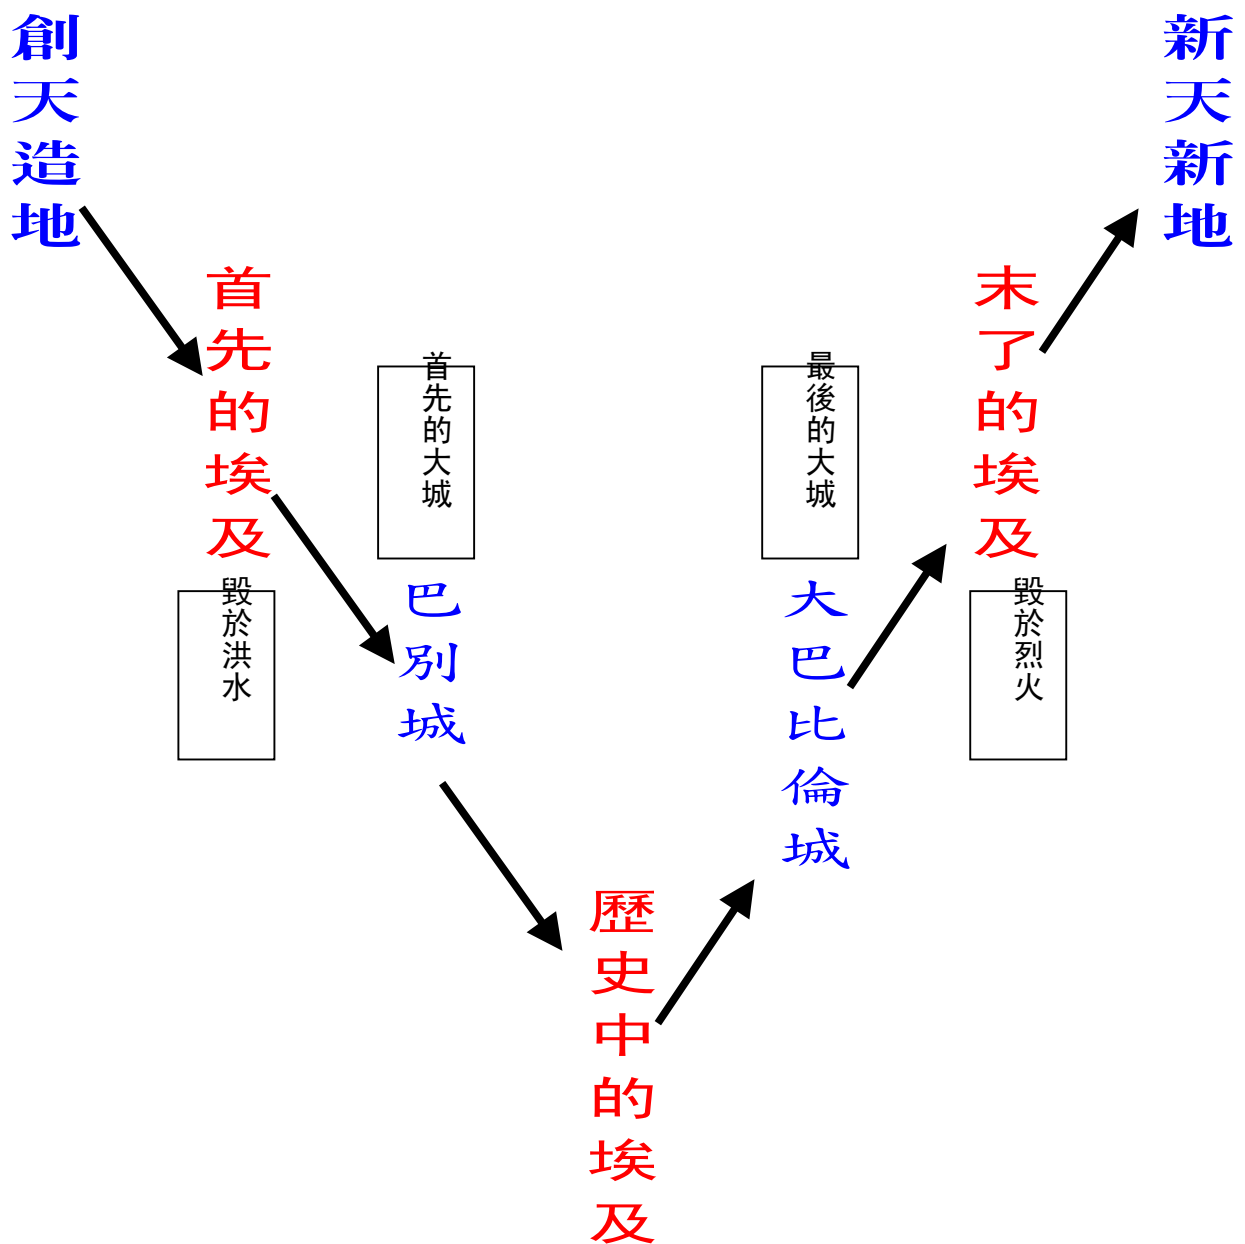 創天造地
首先的埃及
毀於洪水
首先的大城
巴別城
歷史中的埃及
最後的大城
大巴比倫城
末了的埃及
毀於烈火
新天新地